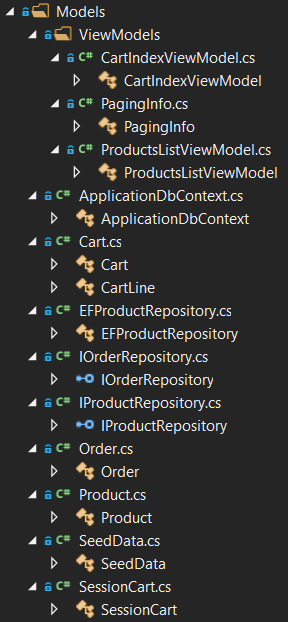 Models
ViewModels
C# CartIndexViewModel.cs
CartIndexViewModel
C# PagingInfo.cs
PagingInfo
C# ProductsListViewModel.cs
ProductsListViewModel
C# ApplicationDbContext.cs
ApplicationDbContext
C# Cart.cs
Cart
CartLine
C# EFProductRepository.cs
EFProductRepository
C# IOrderRepository.cs
IOrderRepository
C# IProductRepository.cs
IProductRepository
C# Order.cs
Order
C# Product.cs
Product
C# SeedData.cs
SeedData
C# SessionCart.cs
SessionCart